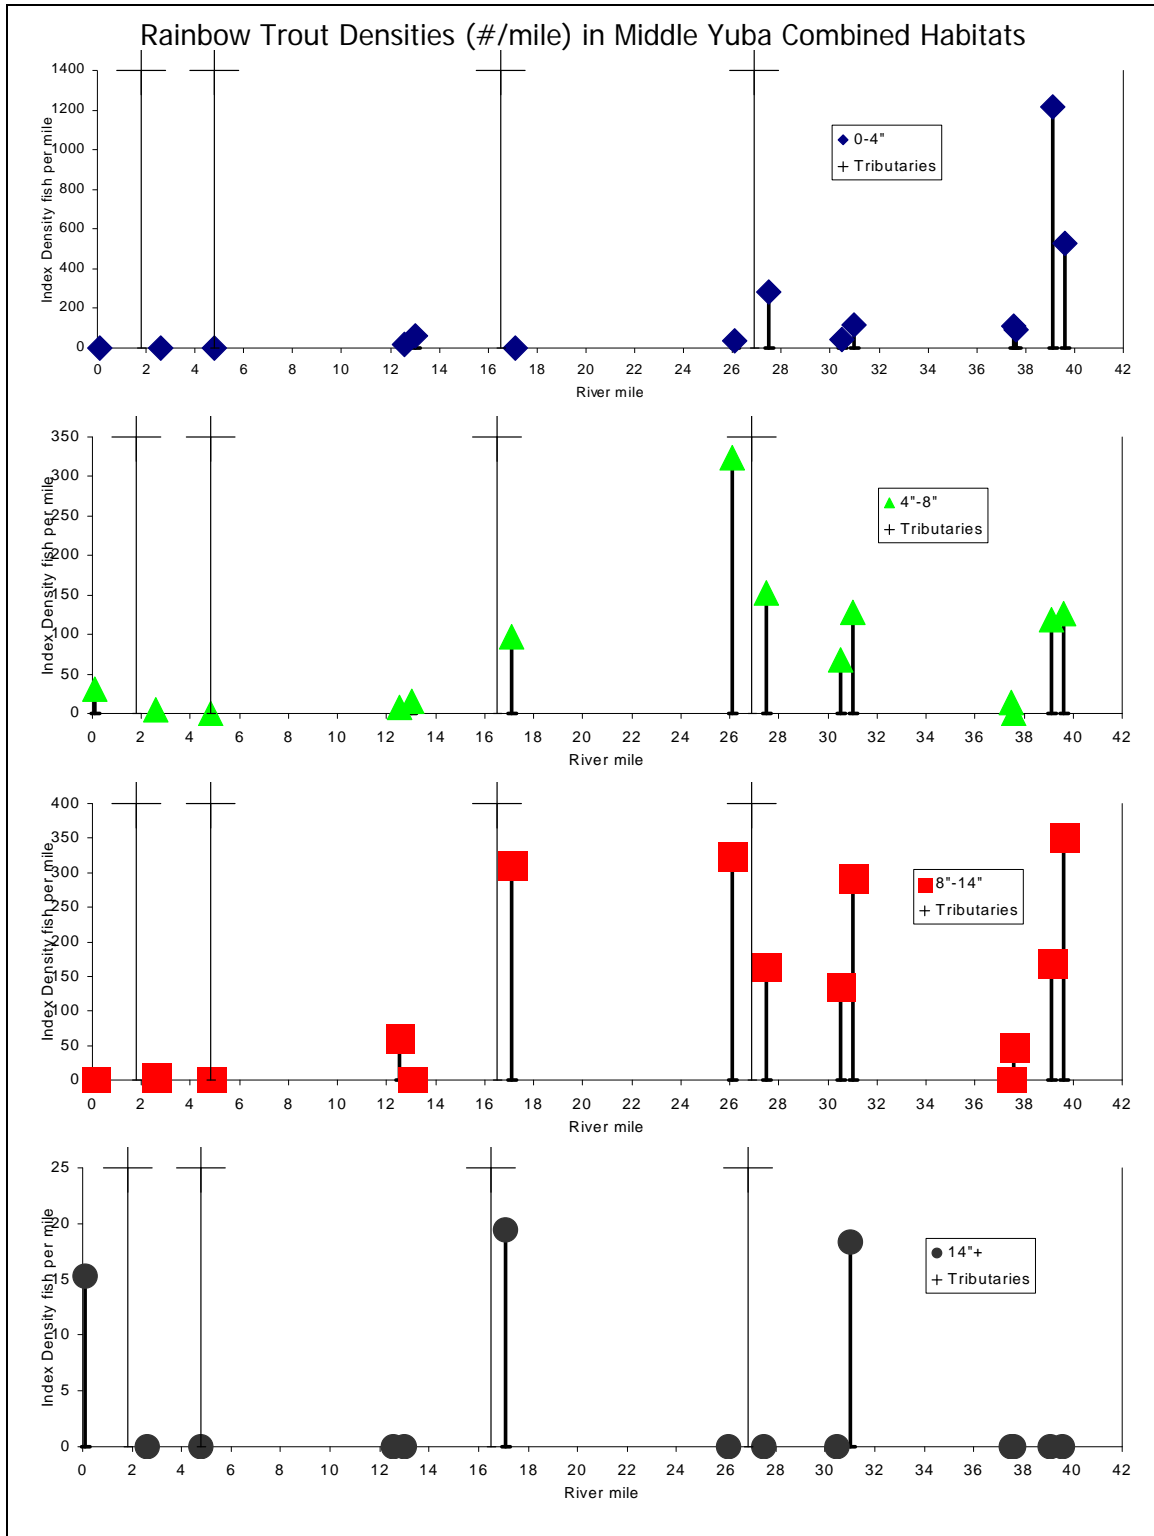 Rainbow Trout Densities (#/mile) in Middle Yuba Combined Habitats
Index Density fish per mile
1400
1200
1000
800
600
400
200
0
0 2 4 6 8 10 12 14 16 18 20 22 24 26 28 30 32 34 36 38 40 42
River mile
0-4"
Tributaries
Index Density fish per mile
350
300
250
200
150
100
50
0
0 2 4 6 8 10 12 14 16 18 20 22 24 26 28 30 32 34 36 38 40 42
River mile
4"-8"
Tributaries
Index Density fish per mile
400
350
300
250
200
150
100
50
0
0 2 4 6 8 10 12 14 16 18 20 22 24 26 28 30 32 34 36 38 40 42
River mile
8"-14"
Tributaries
Index Density fish per mile
25
20
15
10
5
0
0 2 4 6 8 10 12 14 16 18 20 22 24 26 28 30 32 34 36 38 40 42
River mile
14"+
Tributaries